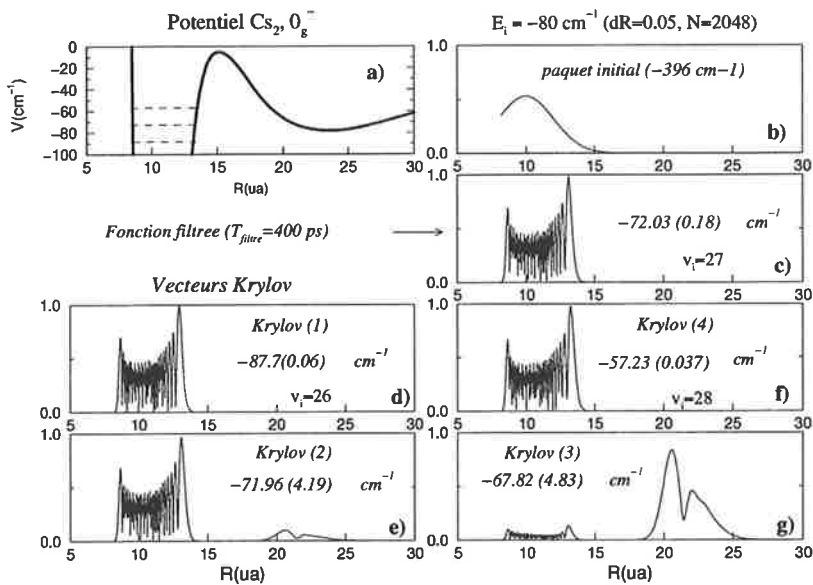 Potentiel Cs2, 0g-
Ei = -80 cm-1 (dR=0.05, N=2048)
0
-20
-40
-60
-80
-100
V(cm-1)
a)
5 10 15 20 25 30
R(ua)
1.0
0.0
paquet initial (-396 cm-1)
b)
5 10 15 20 25 30
Fonction filtree (Tfiltre=400 ps)
1.0
0.0
-72.03 (0.18) cm-1
vi=27
c)
5 10 15 20 25 30
Vecteurs Krylov
1.0
0.0
Krylov (1)
-87.7(0.06) cm-1
vi=26
d)
5 10 15 20 25 30
1.0
0.0
Krylov (4)
-57.23 (0.037) cm-1
vi=28
f)
5 10 15 20 25 30
1.0
0.0
Krylov (2)
-71.96 (4.19) cm-1
e)
5 10 15 20 25 30
R(ua)
1.0
0.0
Krylov (3)
-67.82 (4.83) cm-1
g)
5 10 15 20 25 30
R(ua)